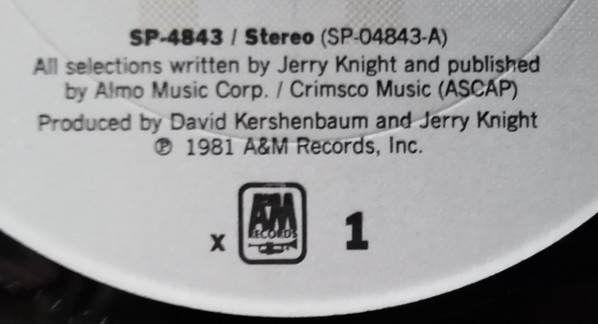 SP-4843 / Stereo (SP-04843-A)
All selections written by Jerry Knight and published
by Almo Music Corp. / Crimsco Music (ASCAP)
Produced by David Kershenbaum and Jerry Knight
℗ 1981 A&M Records, Inc.
x A&M RECORDS 1